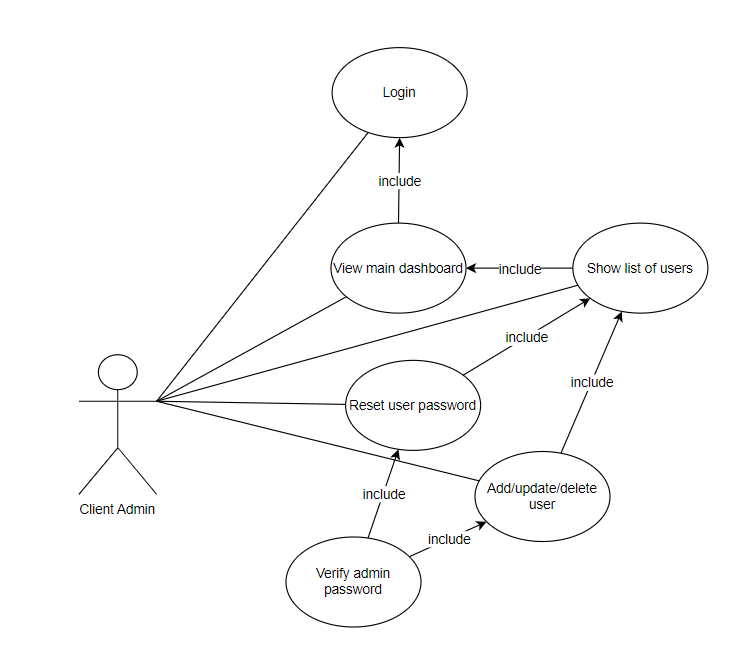 Login
include
View main dashboard
include
Show list of users
include
include
Reset user password
Add/update/delete
user
include
include
Verify admin
password
Client Admin